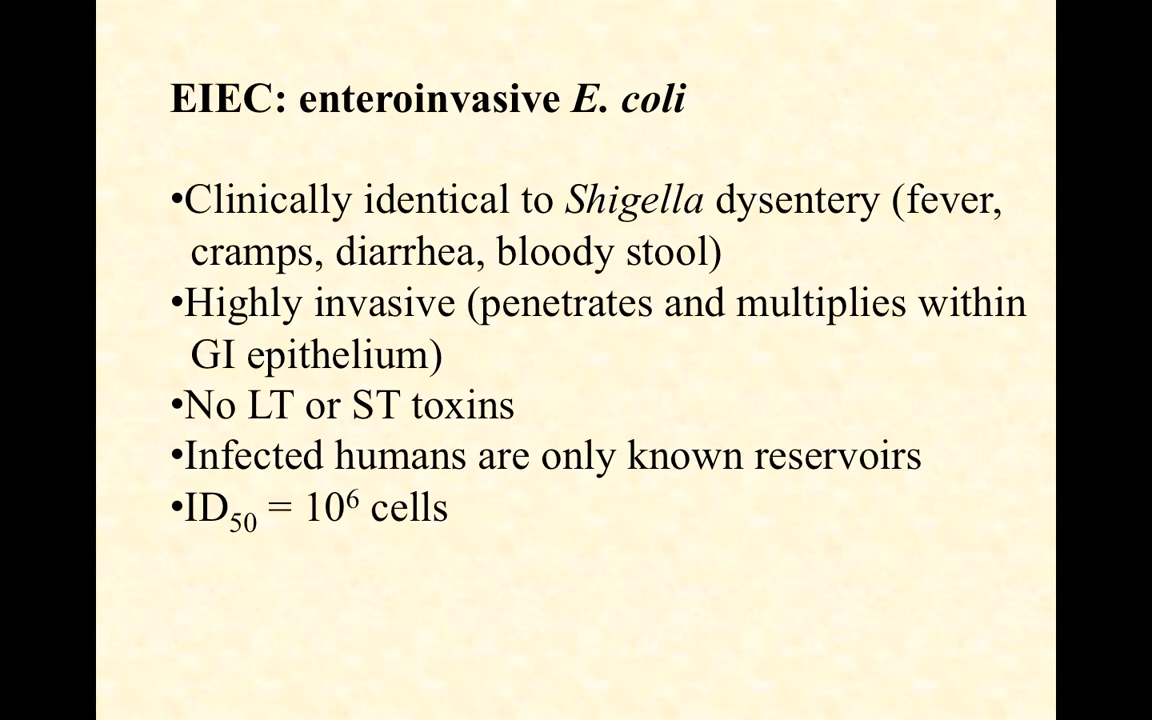 EIEC: enteroinvasive E. coli
•Clinically identical to Shigella dysentery (fever,
cramps, diarrhea, bloody stool)
•Highly invasive (penetrates and multiplies within
GI epithelium)
•No LT or ST toxins
•Infected humans are only known reservoirs
•ID₅₀ = 10⁶ cells